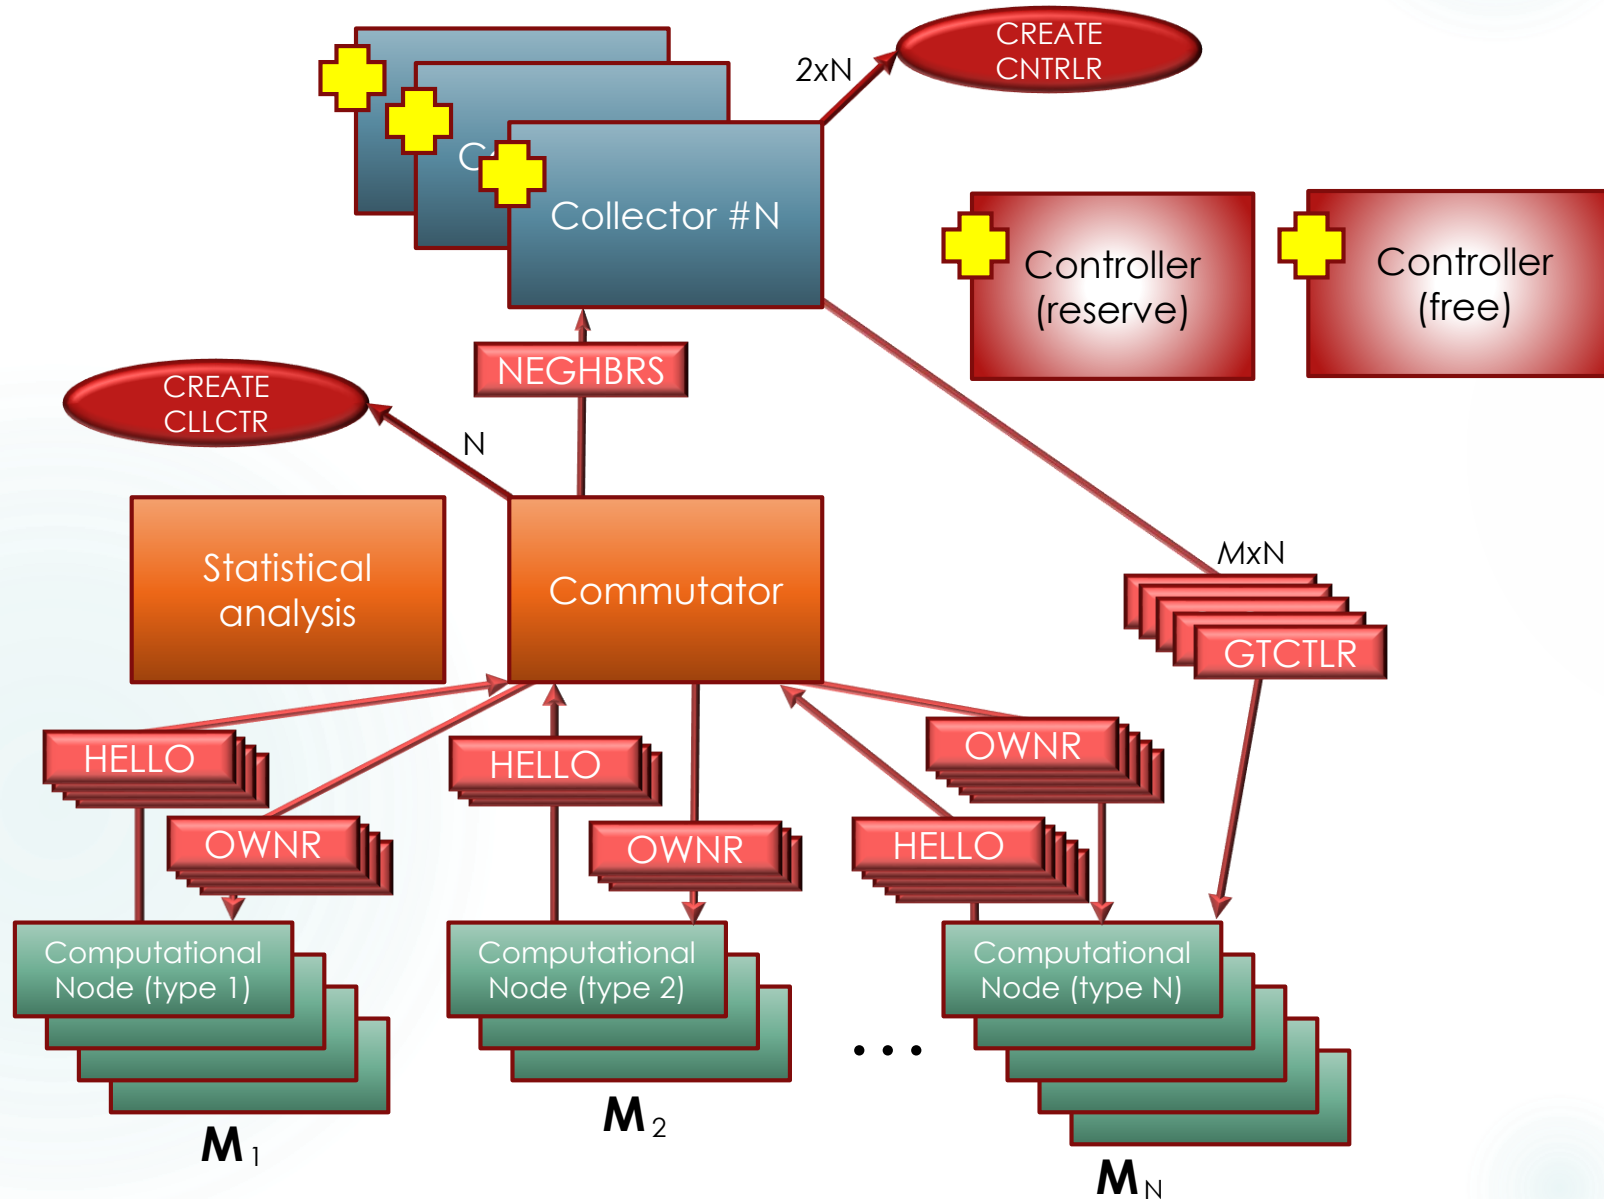 CREATE
CNTRLR
2xN
Collector #N
Controller
(reserve)
Controller
(free)
NEGHBRS
CREATE
CLLCTR
N
Statistical
analysis
Commutator
MxN
GTCTLR
HELLO
OWNR
HELLO
OWNR
OWNR
HELLO
Computational
Node (type 1)
Computational
Node (type 2)
Computational
Node (type N)
...
M1
M2
MN